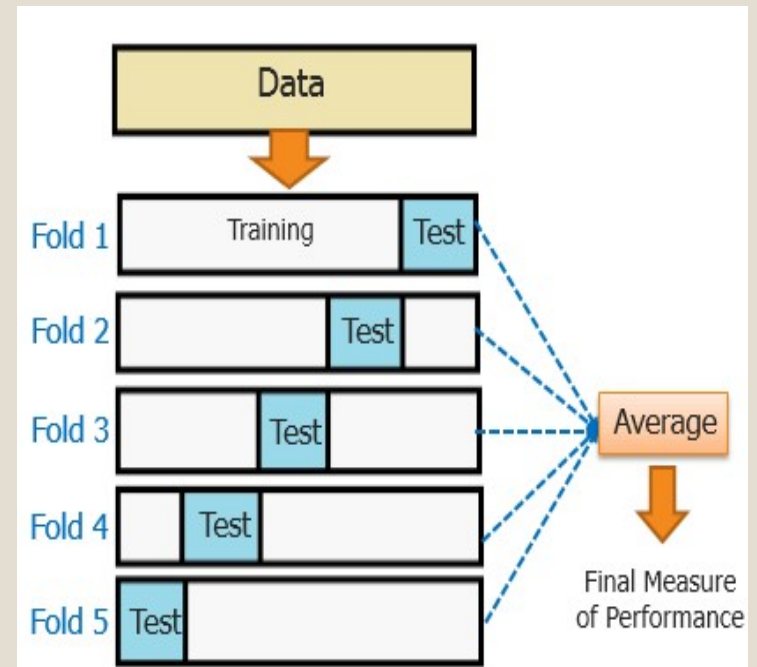 Data
Fold 1
Training
Test
Fold 2
Test
Fold 3
Test
Average
Fold 4
Test
Final Measure
of Performance
Fold 5
Test